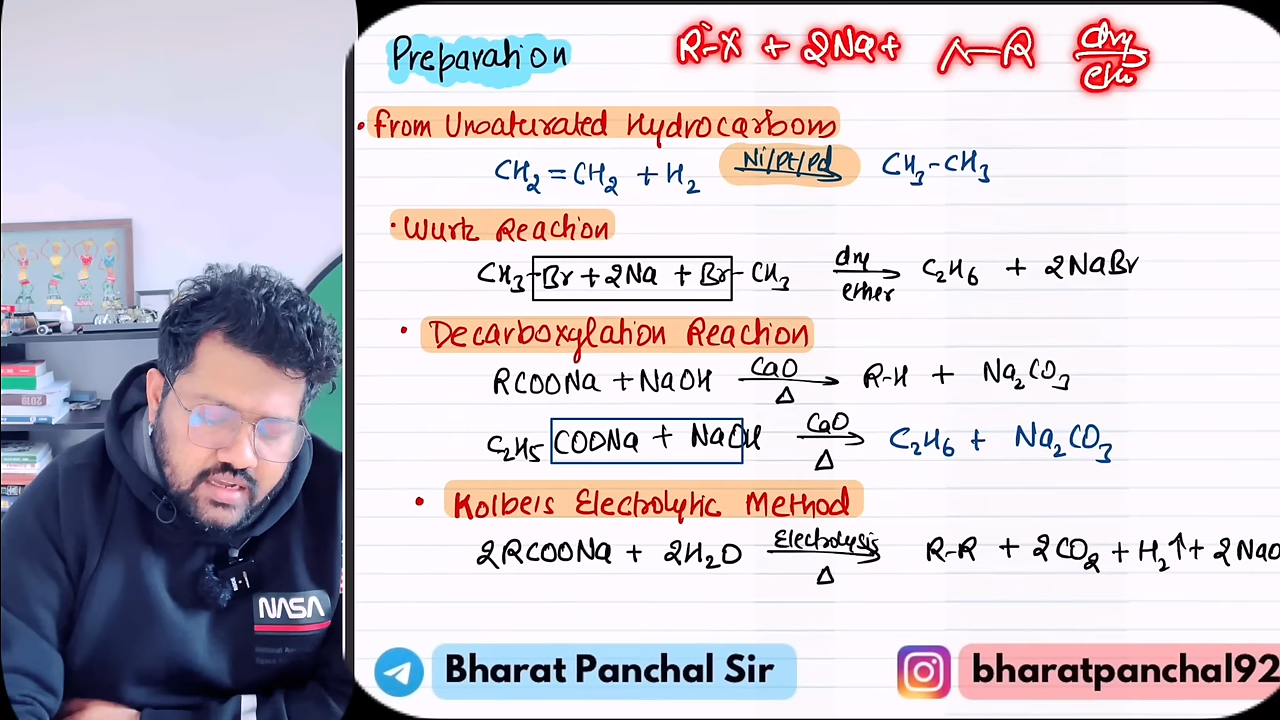 Preparation
R-X + 2Na + X-R dry ether
• From Unsaturated Hydrocarbons
CH₂ = CH₂ + H₂ Ni/Pt/Pd → CH₃-CH₃
• Wurtz Reaction
CH₃-Br + 2Na + Br-CH₃ dry ether → C₂H₆ + 2NaBr
• Decarboxylation Reaction
RCOONa + NaOH CaO Δ → R-H + Na₂CO₃
C₂H₅ COONa + NaOH CaO Δ → C₂H₆ + Na₂CO₃
• Kolbeis Electrolytic Method
2RCOONa + 2H₂O Electrolysis Δ → R-R + 2CO₂ + H₂↑ + 2NaO
2019
NASA
Bharat Panchal Sir
bharatpanchal92